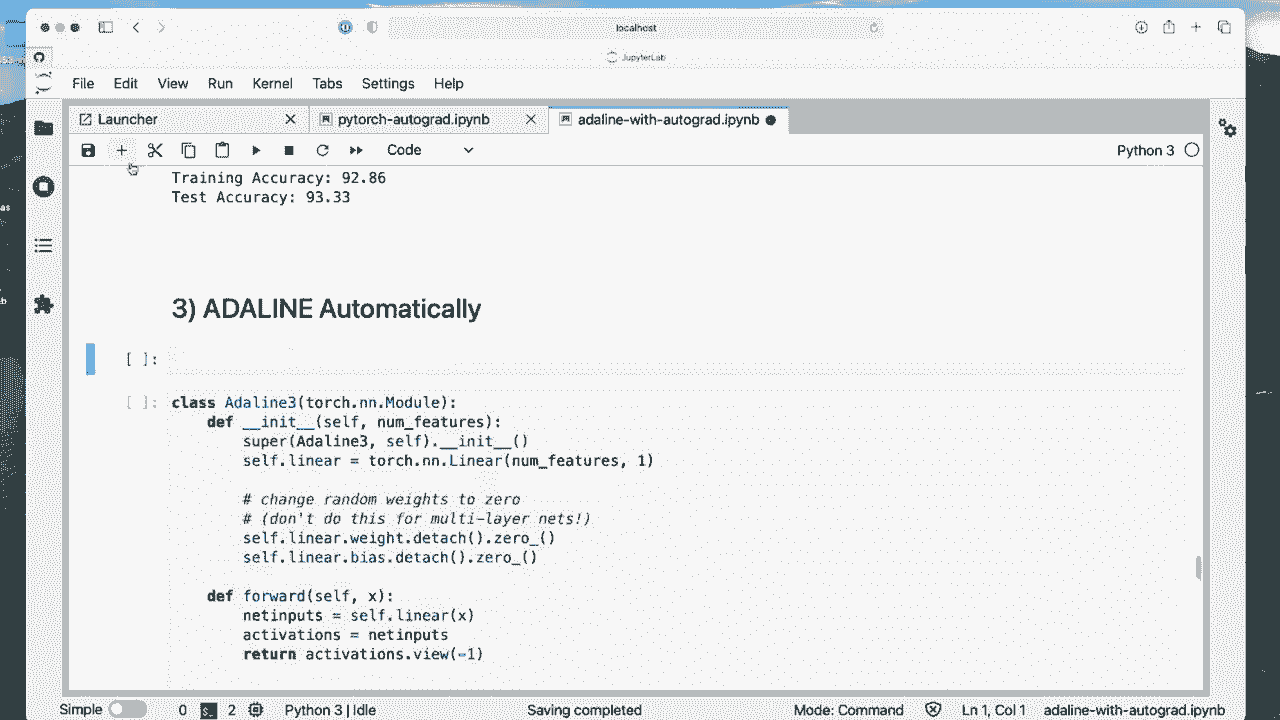 localhost
JupyterLab
File Edit View Run Kernel Tabs Settings Help
Launcher pytorch-autograd.ipynb adaline-with-autograd.ipynb
Code Python 3
Training Accuracy: 92.86
Test Accuracy: 93.33
3) ADALINE Automatically
[ ]:
[ ]: class Adaline3(torch.nn.Module):
def __init__(self, num_features):
super(Adaline3, self).__init__()
self.linear = torch.nn.Linear(num_features, 1)
# change random weights to zero
# (don't do this for multi-layer nets!)
self.linear.weight.detach().zero_()
self.linear.bias.detach().zero_()
def forward(self, x):
netinputs = self.linear(x)
activations = netinputs
return activations.view(-1)
Simple 0 2 Python 3 | Idle Saving completed Mode: Command Ln 1, Col 1 adaline-with-autograd.ipynb